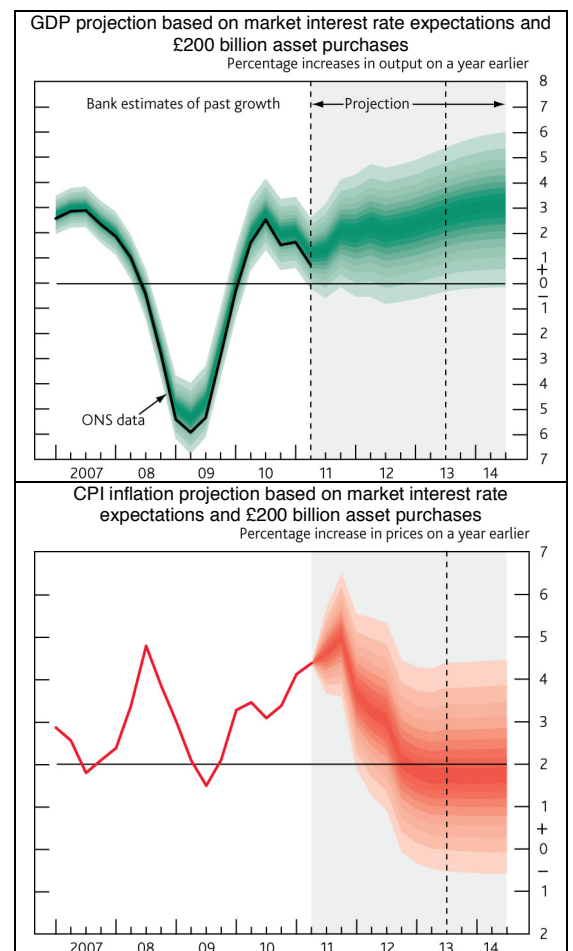 GDP projection based on market interest rate expectations and
£200 billion asset purchases
Percentage increases in output on a year earlier
8
Bank estimates of past growth
Projection
7
6
5
4
3
2
1
+
0
–
1
2
3
4
ONS data
5
6
7
2007 08 09 10 11 12 13 14
CPI inflation projection based on market interest rate
expectations and £200 billion asset purchases
Percentage increase in prices on a year earlier
7
6
5
4
3
2
1
+
0
–
1
2
2007 08 09 10 11 12 13 14